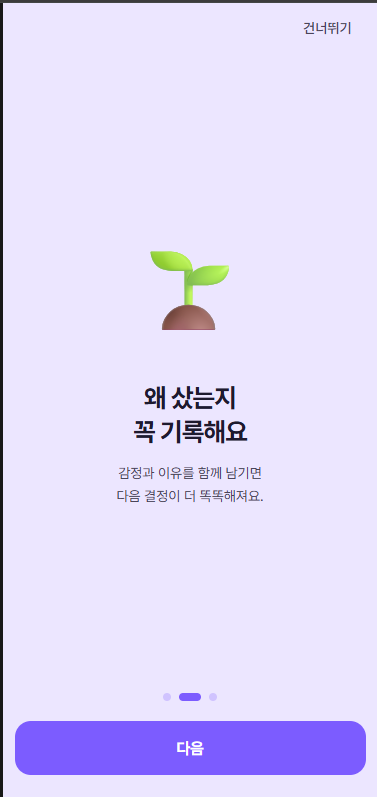 건너뛰기
왜 샀는지
꼭 기록해요
감정과 이유를 함께 남기면
다음 결정이 더 똑똑해져요.
다음